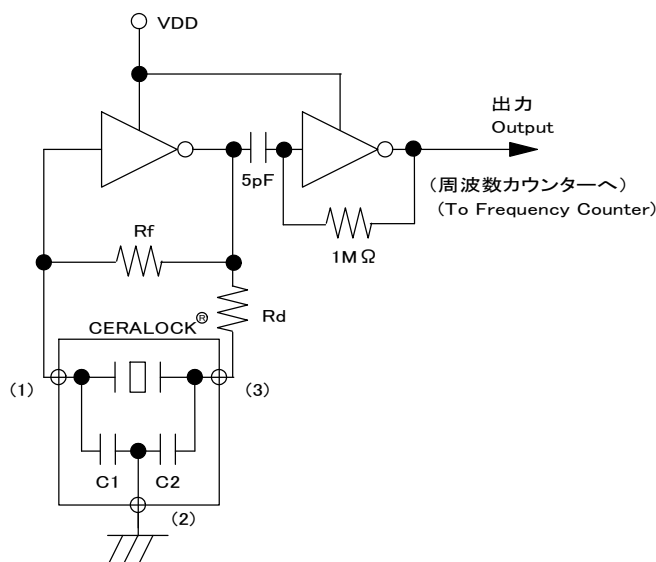 VDD
出力
Output
5pF
(周波数カウンターへ)
(To Frequency Counter)
Rf
1MΩ
Rd
CERALOCK®
(1)
(3)
C1
C2
(2)